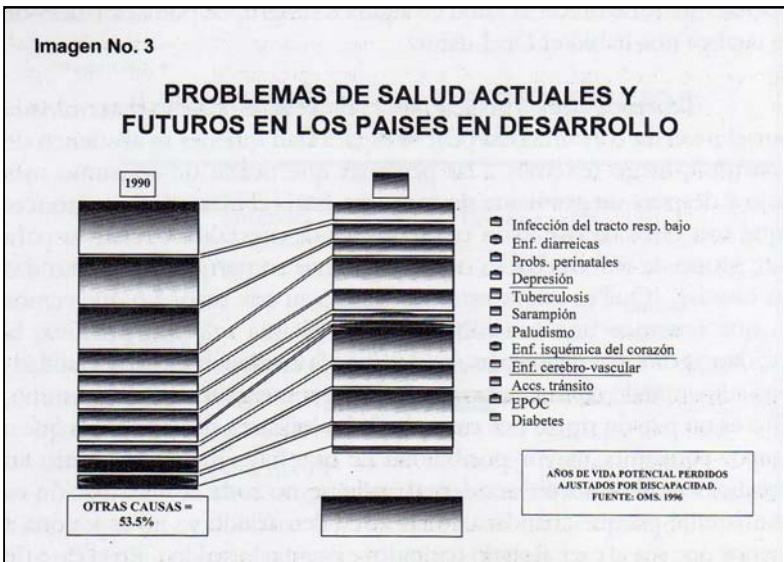 Imagen No. 3
PROBLEMAS DE SALUD ACTUALES Y
FUTUROS EN LOS PAISES EN DESARROLLO
1990
Infección del tracto resp. bajo
Enf. diarreicas
Probs. perinatales
Depresión
Tuberculosis
Sarampión
Paludismo
Enf. isquémica del corazón
Enf. cerebro-vascular
Accs. tránsito
EPOC
Diabetes
OTRAS CAUSAS =
53.5%
AÑOS DE VIDA POTENCIAL PERDIDOS
AJUSTADOS POR DISCAPACIDAD.
FUENTE: OMS. 1996